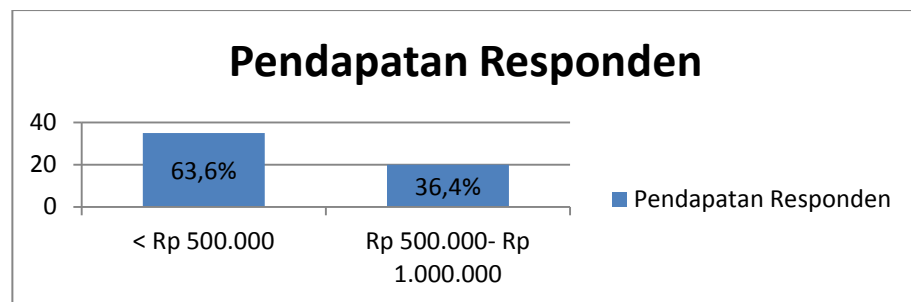 Pendapatan Responden
40
20
0
63,6%
36,4%
< Rp 500.000
Rp 500.000- Rp
1.000.000
Pendapatan Responden